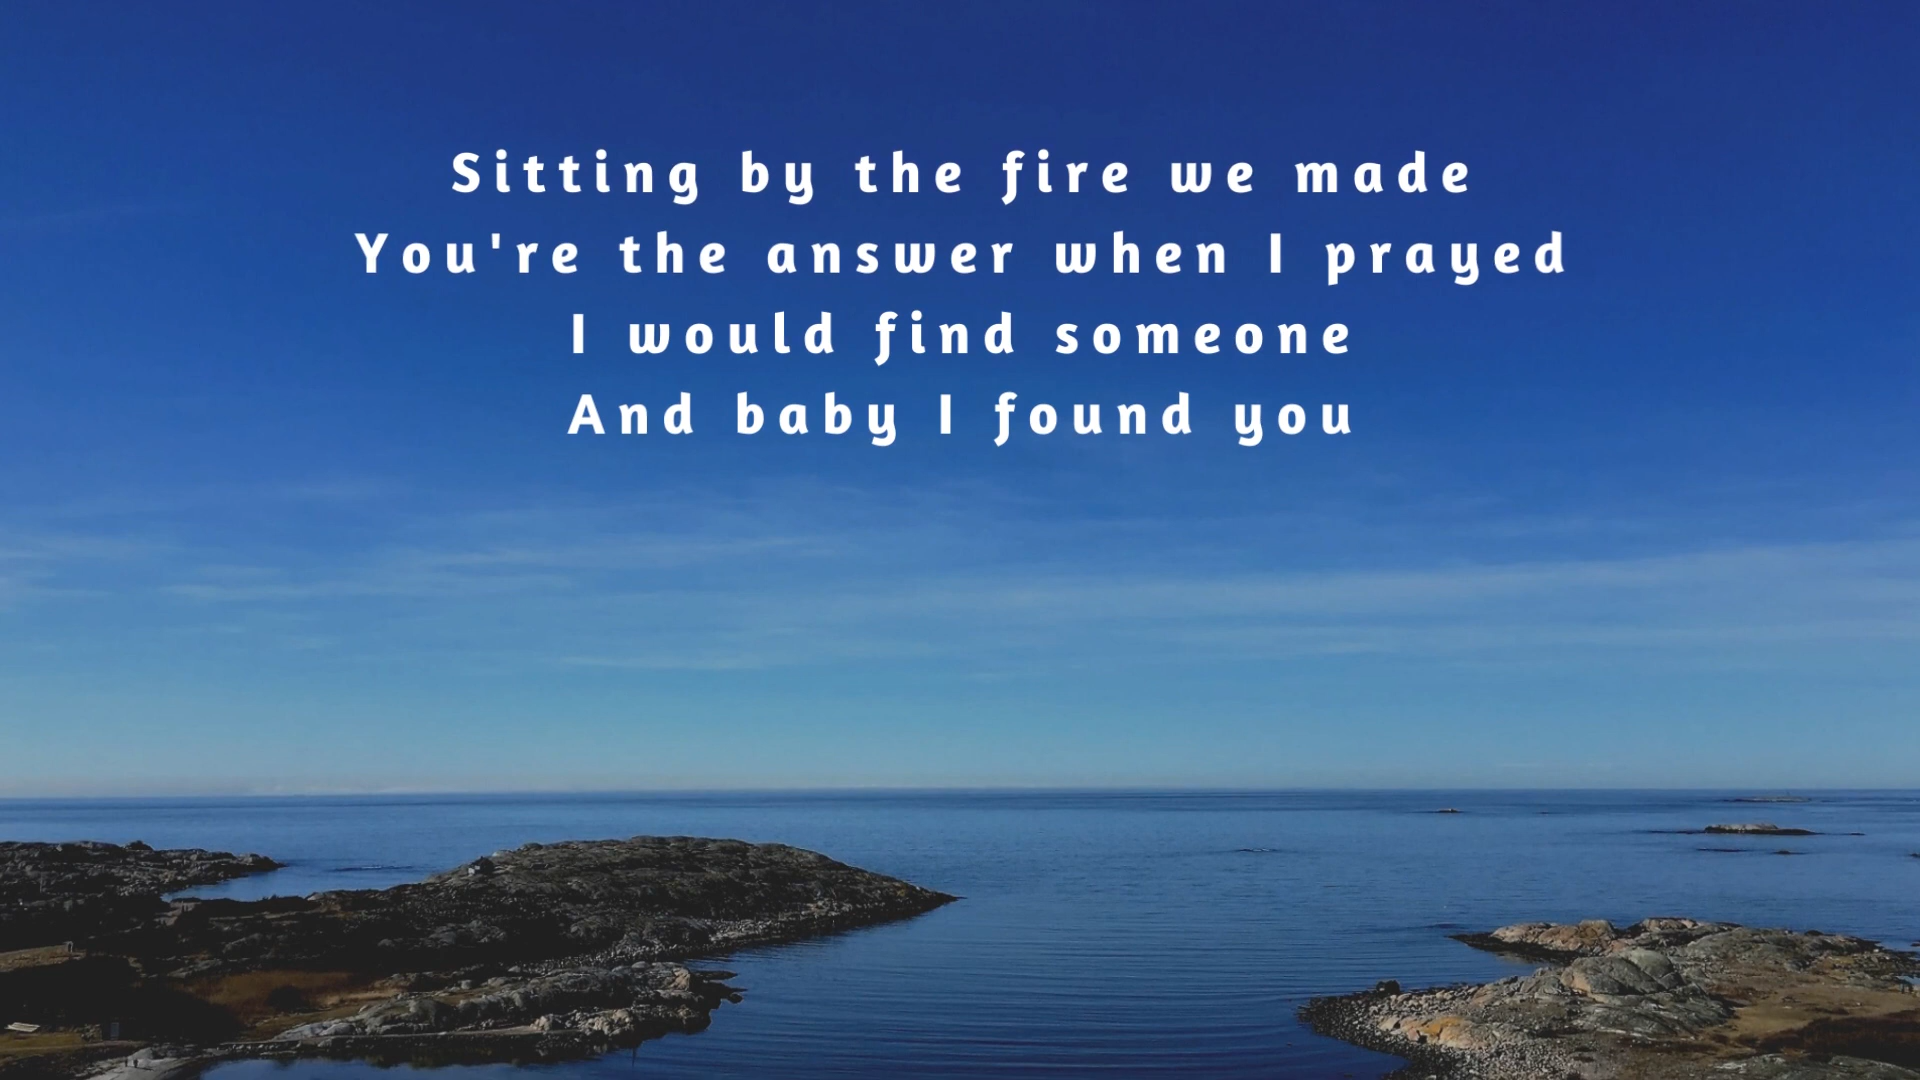 Sitting by the fire we made
You're the answer when I prayed
I would find someone
And baby I found you